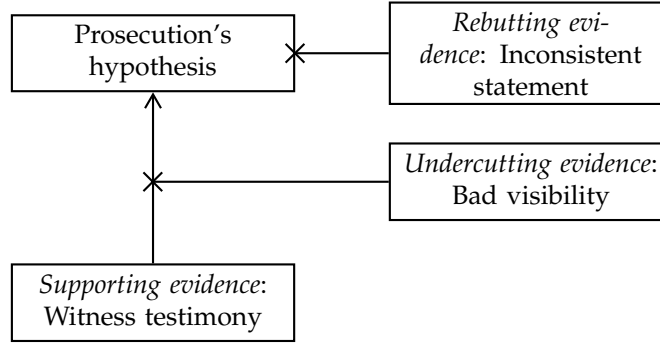 Prosecution's
hypothesis
Rebutting evi-
dence: Inconsistent
statement
Undercutting evidence:
Bad visibility
Supporting evidence:
Witness testimony